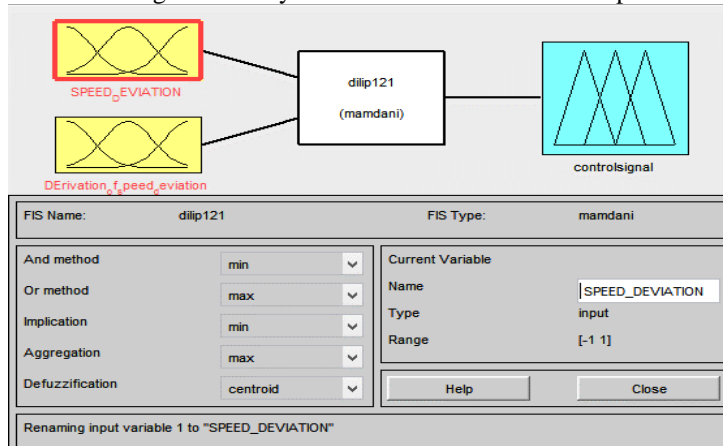 SPEED_DEVIATION
DErivation_of_speed_deviation
dilip121
(mamdani)
controlsignal
FIS Name: dilip121 FIS Type: mamdani
And method min
Or method max
Implication min
Aggregation max
Defuzzification centroid
Current Variable
Name SPEED_DEVIATION
Type input
Range [-1 1]
Help Close
Renaming input variable 1 to "SPEED_DEVIATION"